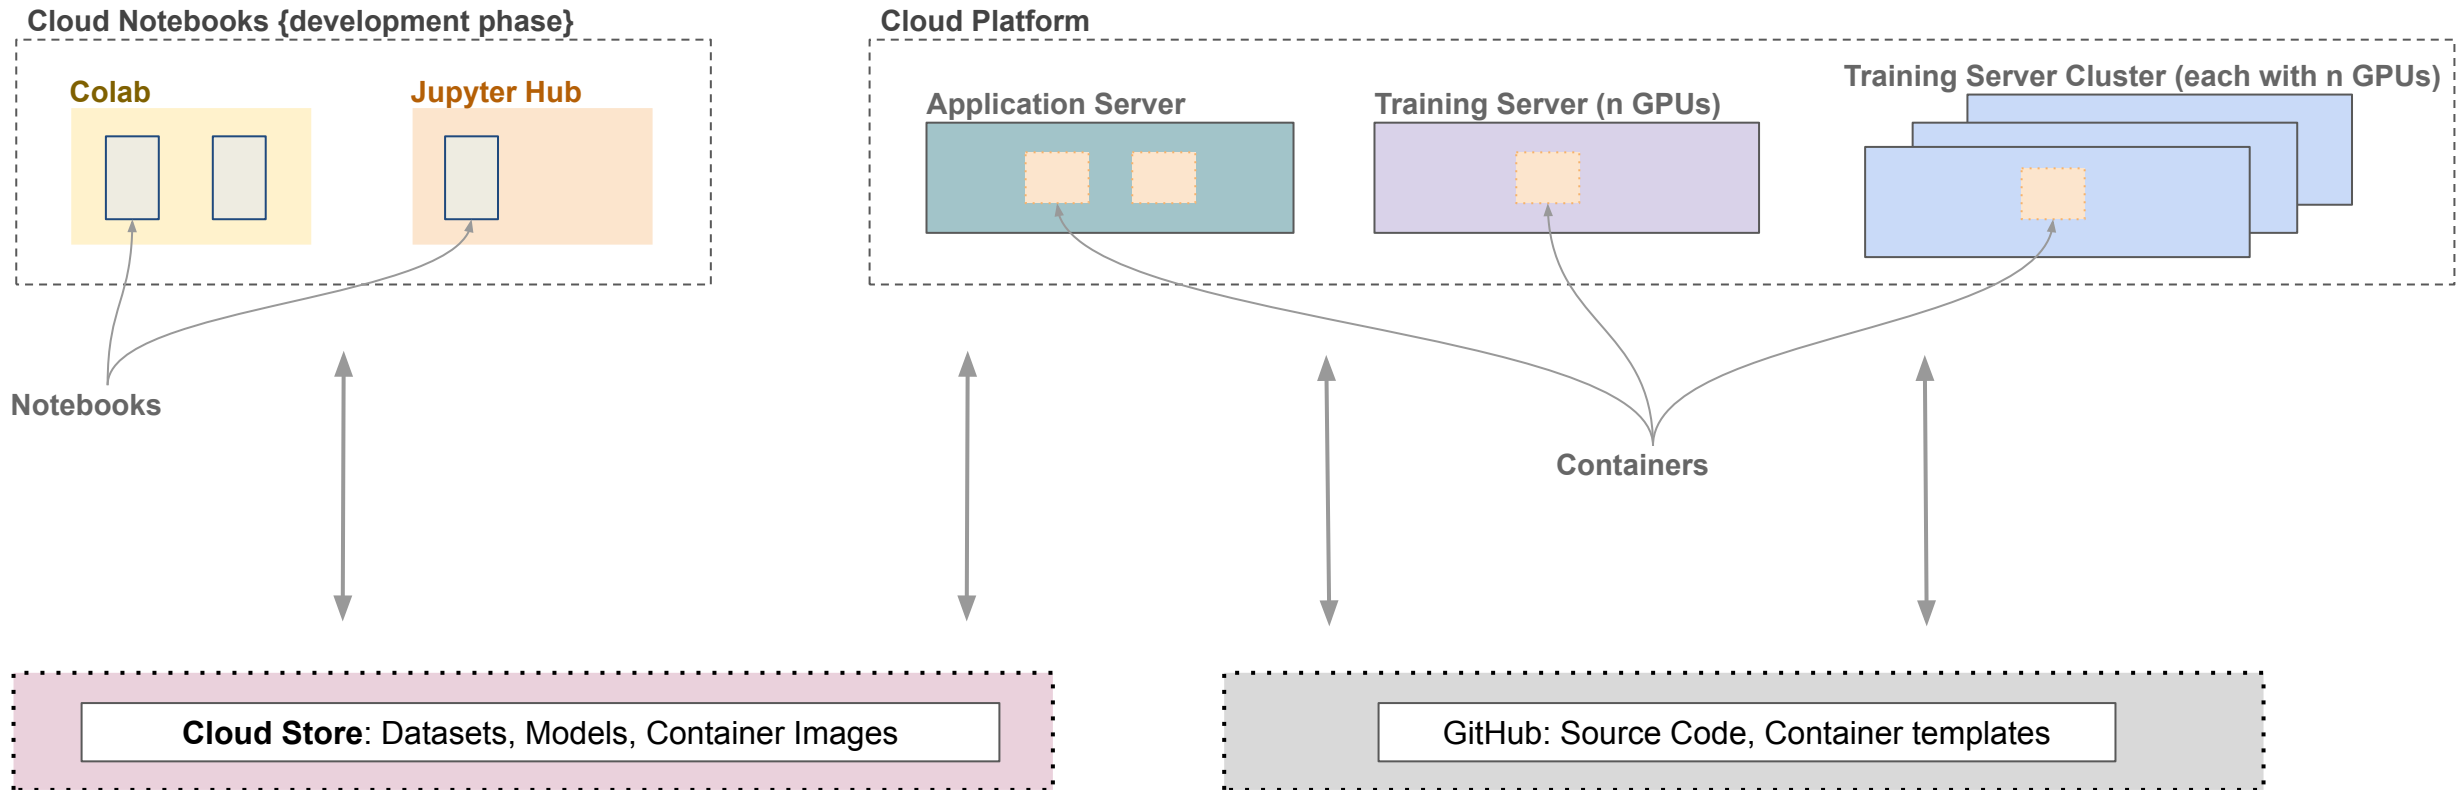 Cloud Notebooks {development phase}
Cloud Platform
Colab
Jupyter Hub
Application Server
Training Server (n GPUs)
Training Server Cluster (each with n GPUs)
Notebooks
Containers
Cloud Store: Datasets, Models, Container Images
GitHub: Source Code, Container templates